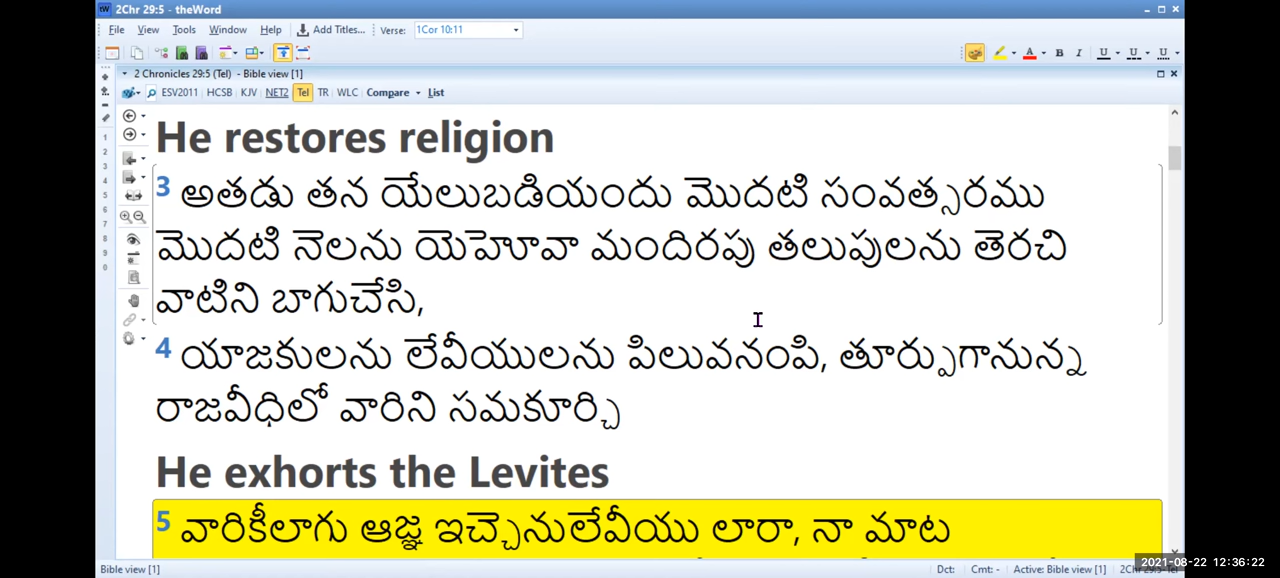 2Chr 29:5 - theWord
File View Tools Window Help Add Titles... Verse: 1Cor 10:11
B I U U U
2 Chronicles 29:5 (Tel) - Bible view [1]
ESV2011 HCSB KJV NET2 Tel TR WLC Compare List
He restores religion
3 అతడు తన యేలుబడియందు మొదటి సంవత్సరము
మొదటి నెలను యెహోవా మందిరపు తలుపులను తెరచి
వాటిని బాగుచేసి,
4 యాజకులను లేవీయులను పిలువనంపి, తూర్పుగానున్న
రాజవీధిలో వారిని సమకూర్చి
He exhorts the Levites
5 వారికీలాగు ఆజ్ఞ ఇచ్చెనులేవీయు లారా, నా మాట
Bible view [1] Dct: Cmt: - Active: Bible view [1]
2021-08-22 12:36:22